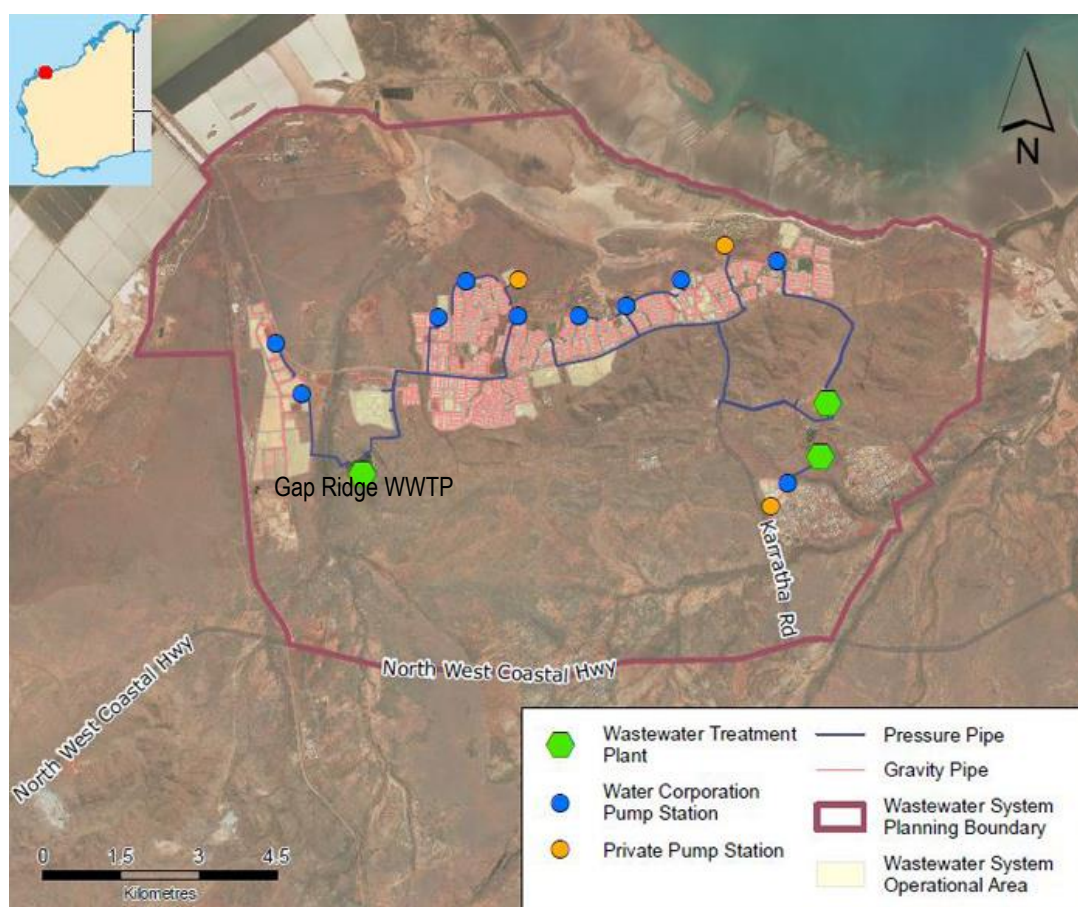 N
Gap Ridge WWTP
Karratha Rd
North West Coastal Hwy
North West Coastal Hwy
0 1.5 3 4.5
Kilometres
Wastewater Treatment
Plant
Water Corporation
Pump Station
Private Pump Station
Pressure Pipe
Gravity Pipe
Wastewater System
Planning Boundary
Wastewater System
Operational Area